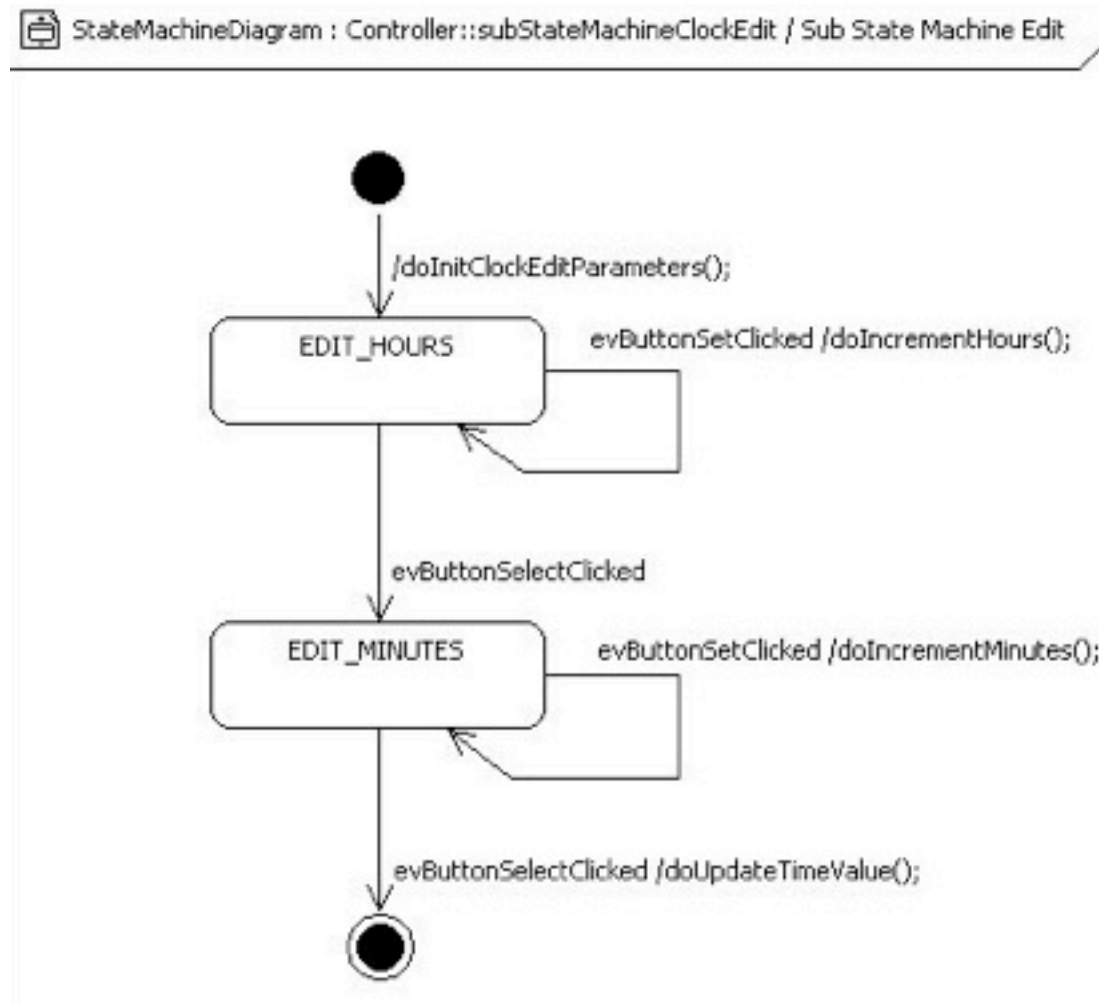 StateMachineDiagram : Controller::subStateMachineClockEdit / Sub State Machine Edit
/doInitClockEditParameters();
EDIT_HOURS
evButtonSetClicked /doIncrementHours();
evButtonSelectClicked
EDIT_MINUTES
evButtonSetClicked /doIncrementMinutes();
evButtonSelectClicked /doUpdateTimeValue();